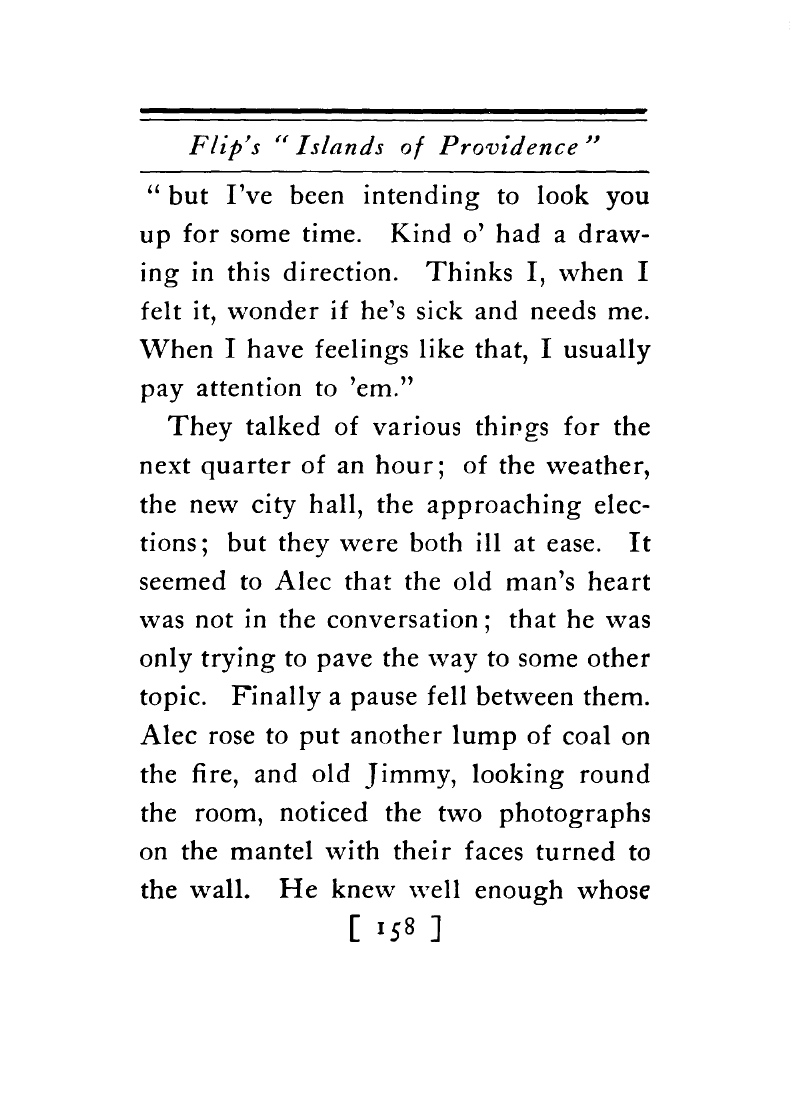 Flip's “Islands of Providence”
“but I've been intending to look you
up for some time. Kind o' had a draw-
ing in this direction. Thinks I, when I
felt it, wonder if he's sick and needs me.
When I have feelings like that, I usually
pay attention to 'em.”
They talked of various things for the
next quarter of an hour; of the weather,
the new city hall, the approaching elec-
tions; but they were both ill at ease. It
seemed to Alec that the old man's heart
was not in the conversation; that he was
only trying to pave the way to some other
topic. Finally a pause fell between them.
Alec rose to put another lump of coal on
the fire, and old Jimmy, looking round
the room, noticed the two photographs
on the mantel with their faces turned to
the wall. He knew well enough whose
[ 158 ]